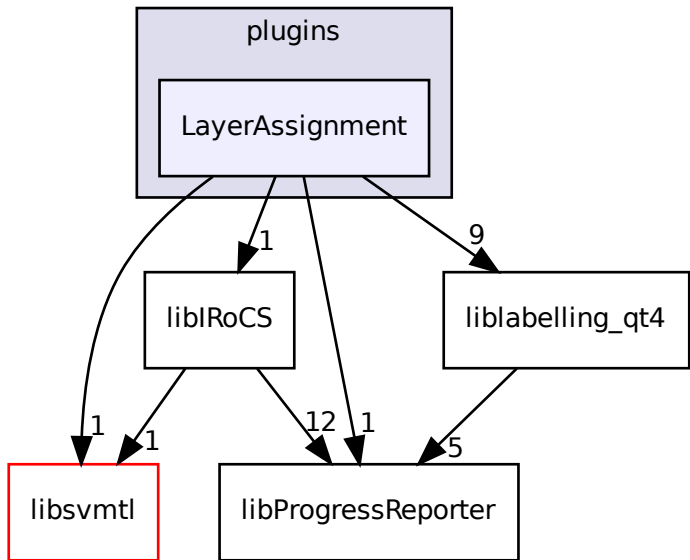 plugins
LayerAssignment
1
9
libIRoCS
liblabelling_qt4
1
1
12
1
5
libsvmtl
libProgressReporter